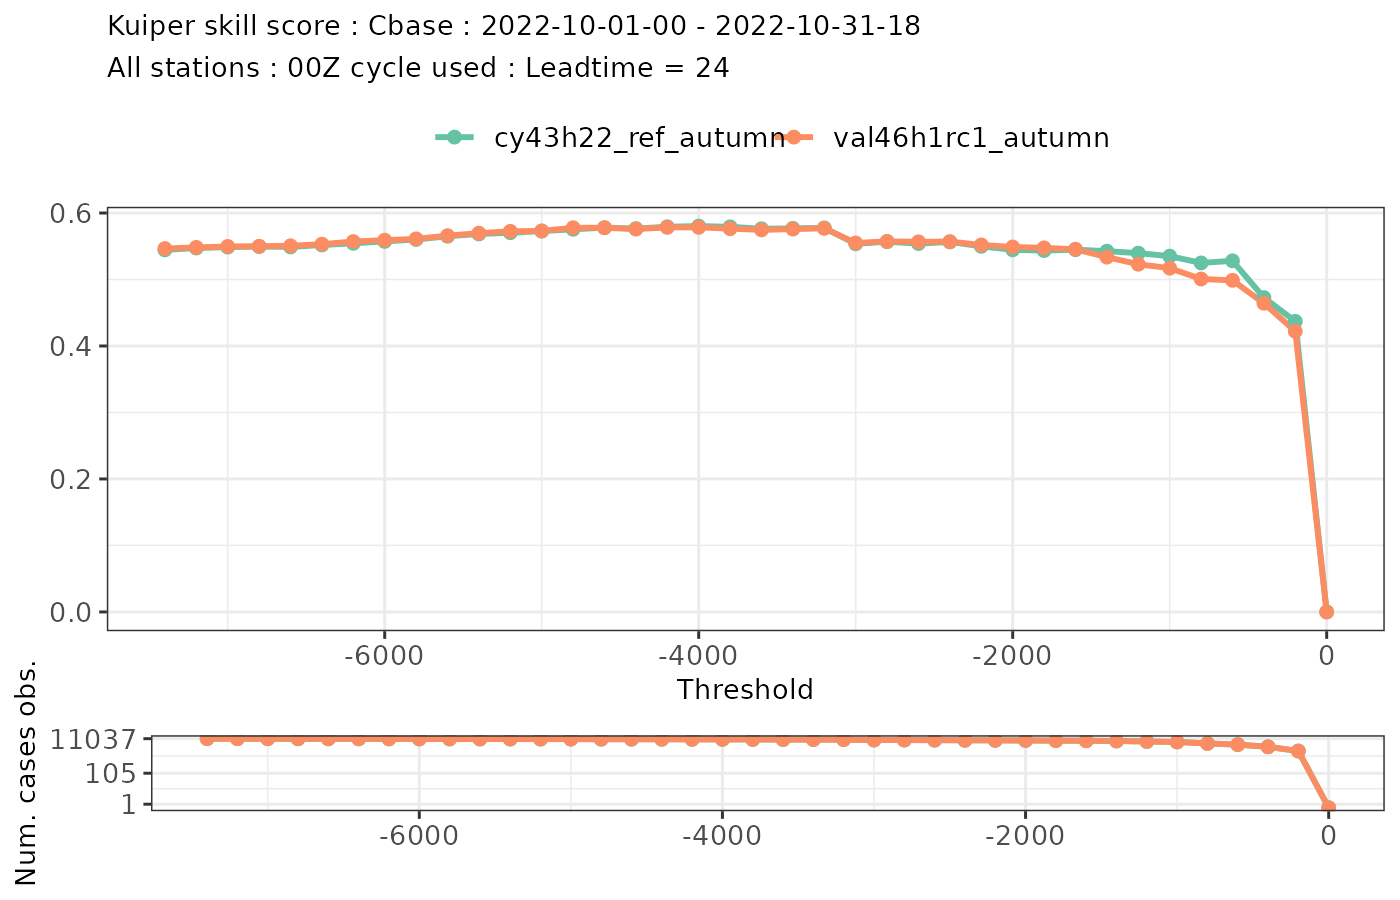 Kuiper skill score : Cbase : 2022-10-01-00 - 2022-10-31-18
All stations : 00Z cycle used : Leadtime = 24
cy43h22_ref_autumn val46h1rc1_autumn
0.6
0.4
0.2
0.0
-6000 -4000 -2000 0
Threshold
Num. cases obs.
11037
105
1
-6000 -4000 -2000 0